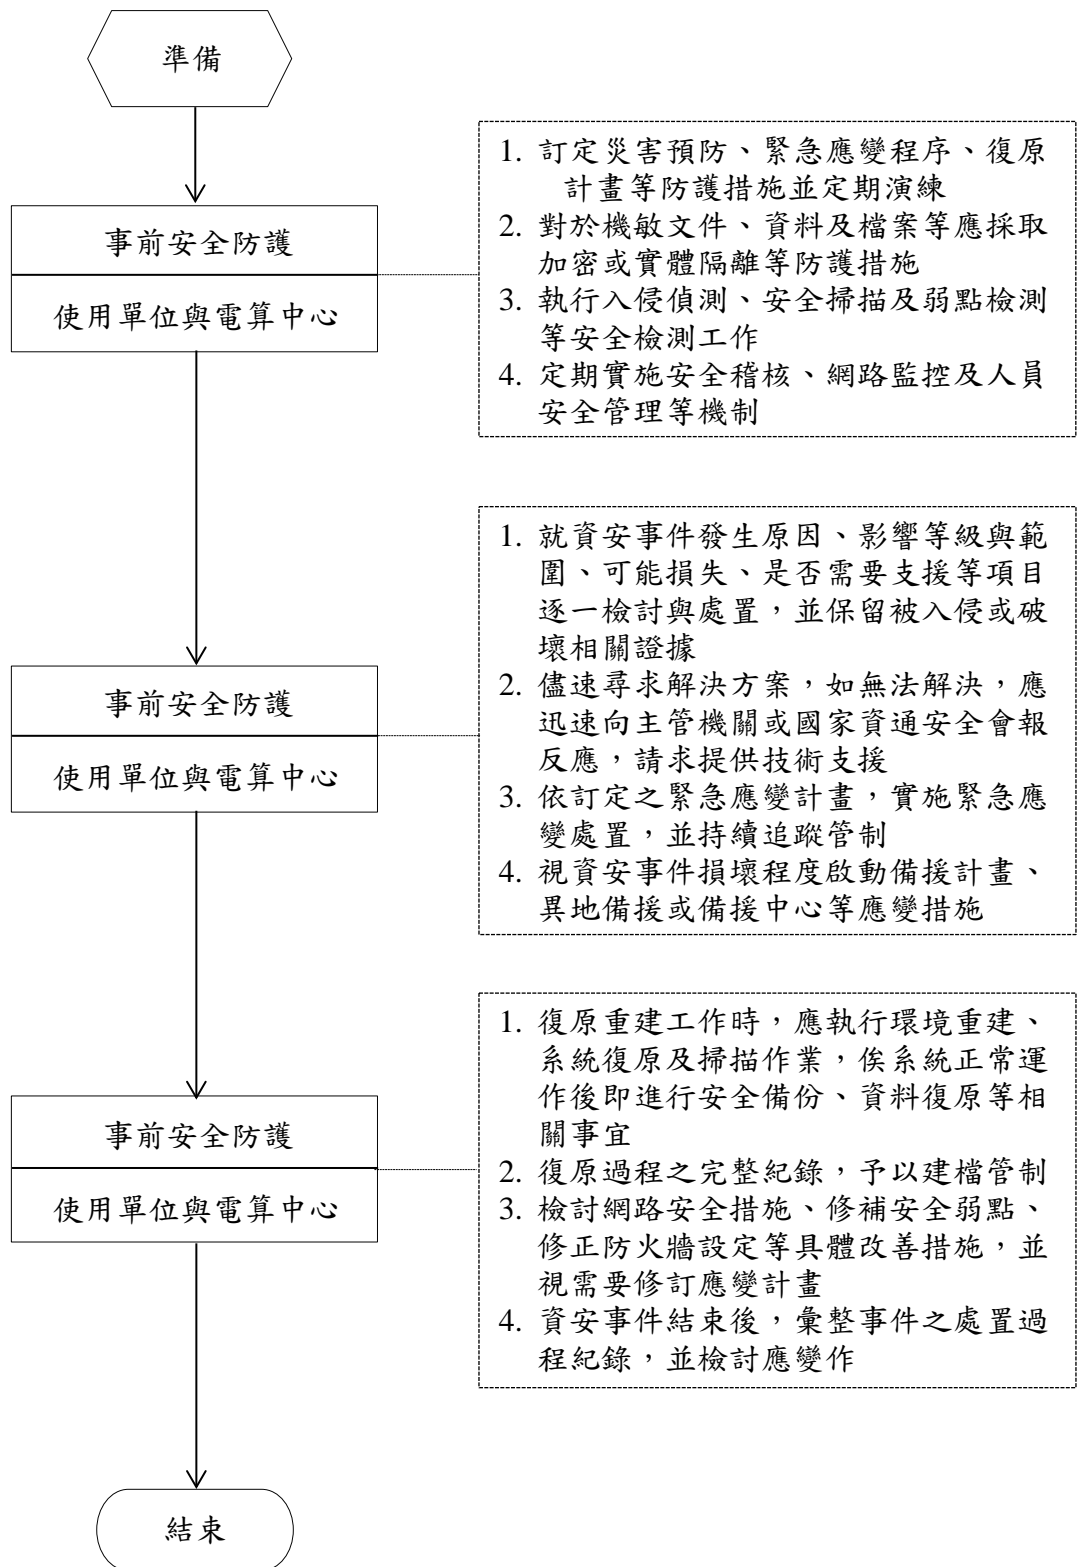 準備
事前安全防護
使用單位與電算中心
1. 訂定災害預防、緊急應變程序、復原
計畫等防護措施並定期演練
2. 對於機敏文件、資料及檔案等應採取
加密或實體隔離等防護措施
3. 執行入侵偵測、安全掃描及弱點檢測
等安全檢測工作
4. 定期實施安全稽核、網路監控及人員
安全管理等機制
事前安全防護
使用單位與電算中心
1. 就資安事件發生原因、影響等級與範
圍、可能損失、是否需要支援等項目
逐一檢討與處置，並保留被入侵或破
壞相關證據
2. 儘速尋求解決方案，如無法解決，應
迅速向主管機關或國家資通安全會報
反應，請求提供技術支援
3. 依訂定之緊急應變計畫，實施緊急應
變處置，並持續追蹤管制
4. 視資安事件損壞程度啟動備援計畫、
異地備援或備援中心等應變措施
事前安全防護
使用單位與電算中心
1. 復原重建工作時，應執行環境重建、
系統復原及掃描作業，俟系統正常運
作後即進行安全備份、資料復原等相
關事宜
2. 復原過程之完整紀錄，予以建檔管制
3. 檢討網路安全措施、修補安全弱點、
修正防火牆設定等具體改善措施，並
視需要修訂應變計畫
4. 資安事件結束後，彙整事件之處置過
程紀錄，並檢討應變作
結束